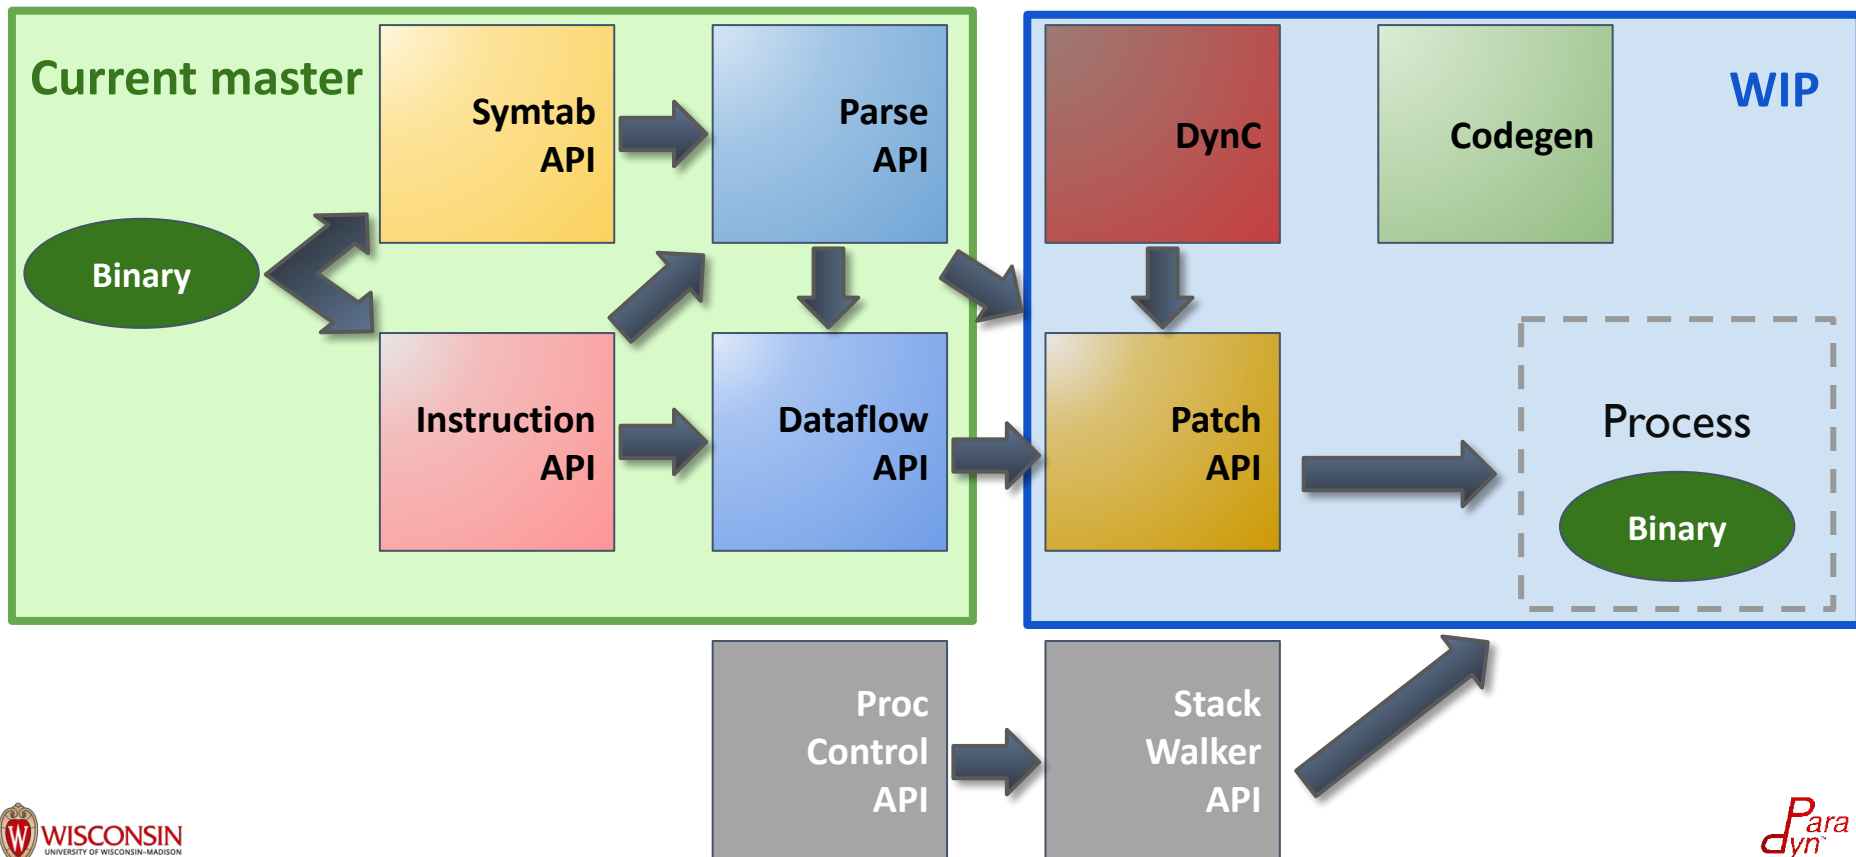 Current master
Symtab
API
Parse
API
DynC
Codegen
WIP
Binary
Instruction
API
Dataflow
API
Patch
API
Process
Binary
Proc
Control
API
Stack
Walker
API
WISCONSIN
UNIVERSITY OF WISCONSIN–MADISON
Para
dyn